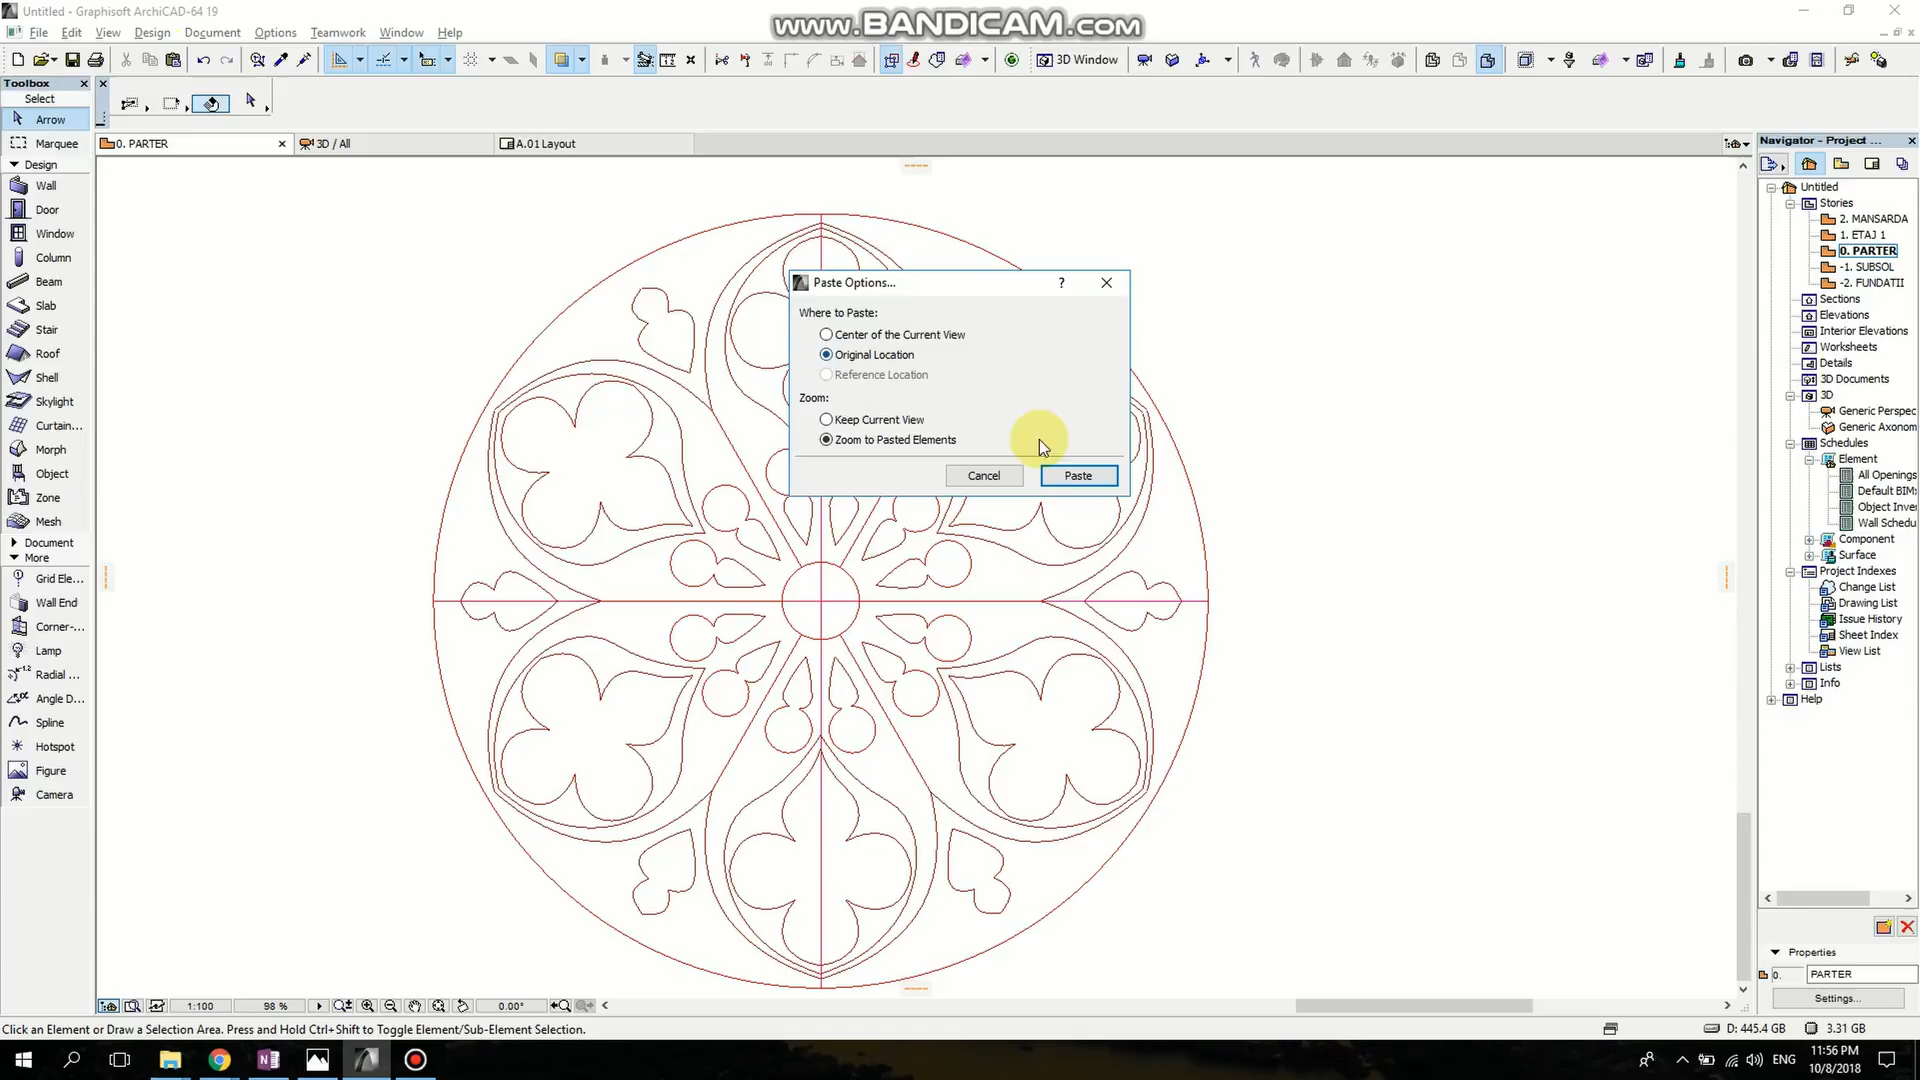 Untitled - Graphisoft ArchiCAD-64 19
www.BANDICAM.com
File Edit View Design Document Options Teamwork Window Help
3D Window
Toolbox
Select
Arrow
Marquee
Design
Wall
Door
Window
Column
Beam
Slab
Stair
Roof
Shell
Skylight
Curtain...
Morph
Object
Zone
Mesh
Document
More
Grid Ele...
Wall End
Corner-...
Lamp
Radial ...
Angle D...
Spline
Hotspot
Figure
Camera
0. PARTER
3D / All
A.01 Layout
Paste Options...
?
Where to Paste:
Center of the Current View
Original Location
Reference Location
Zoom:
Keep Current View
Zoom to Pasted Elements
Cancel
Paste
Navigator - Project ...
Untitled
Stories
2. MANSARDA
1. ETAJ 1
0. PARTER
-1. SUBSOL
-2. FUNDATII
Sections
Elevations
Interior Elevations
Worksheets
Details
3D Documents
3D
Generic Perspec
Generic Axonom
Schedules
Element
All Openings
Default BIM
Object Inve
Wall Schedu
Component
Surface
Project Indexes
Change List
Drawing List
Issue History
Sheet Index
View List
Lists
Info
Help
Properties
0. PARTER
Settings...
1:100
98 %
0.00°
Click an Element or Draw a Selection Area. Press and Hold Ctrl+Shift to Toggle Element/Sub-Element Selection.
D: 445.4 GB
3.31 GB
ENG
11:56 PM
10/8/2018